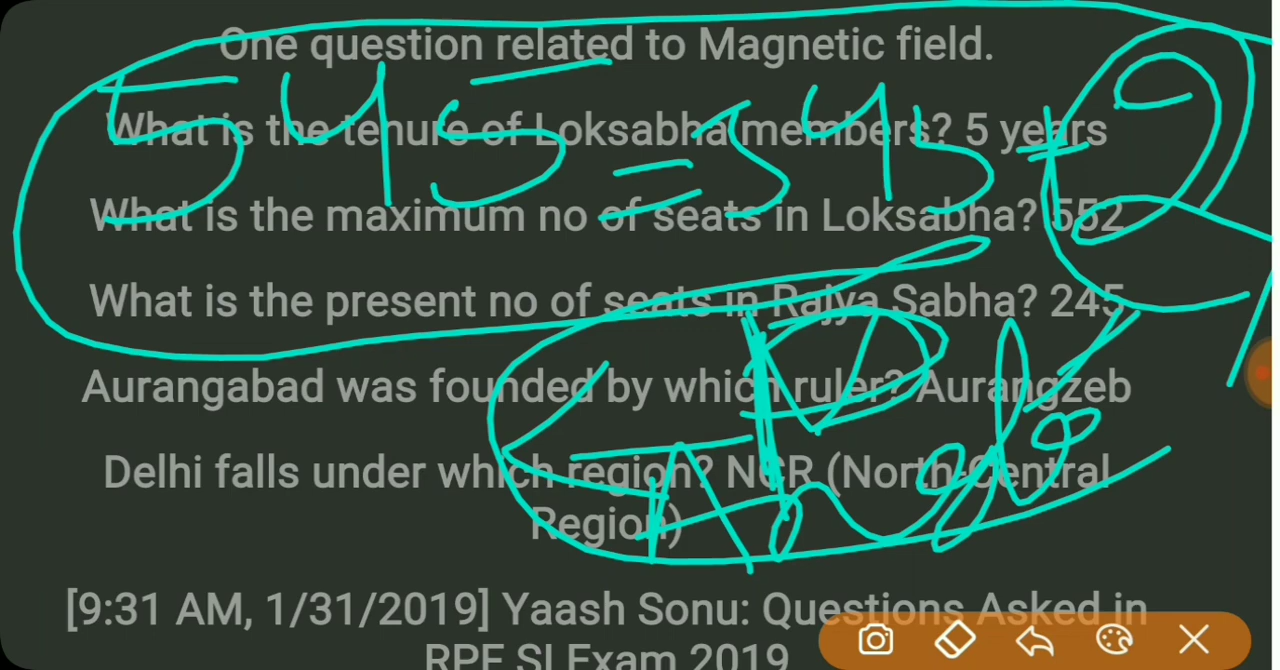 One question related to Magnetic field.
545 = 545 + 2
What is the tenure of Loksabha members? 5 years
What is the maximum no of seats in Loksabha? 552
What is the present no of seats in Rajya Sabha? 245
Aurangabad was founded by which ruler? Aurangzeb
Delhi falls under which region? NCR (North-Central
Region)
[9:31 AM, 1/31/2019] Yaash Sonu: Questions Asked in
RPF SI Exam 2019